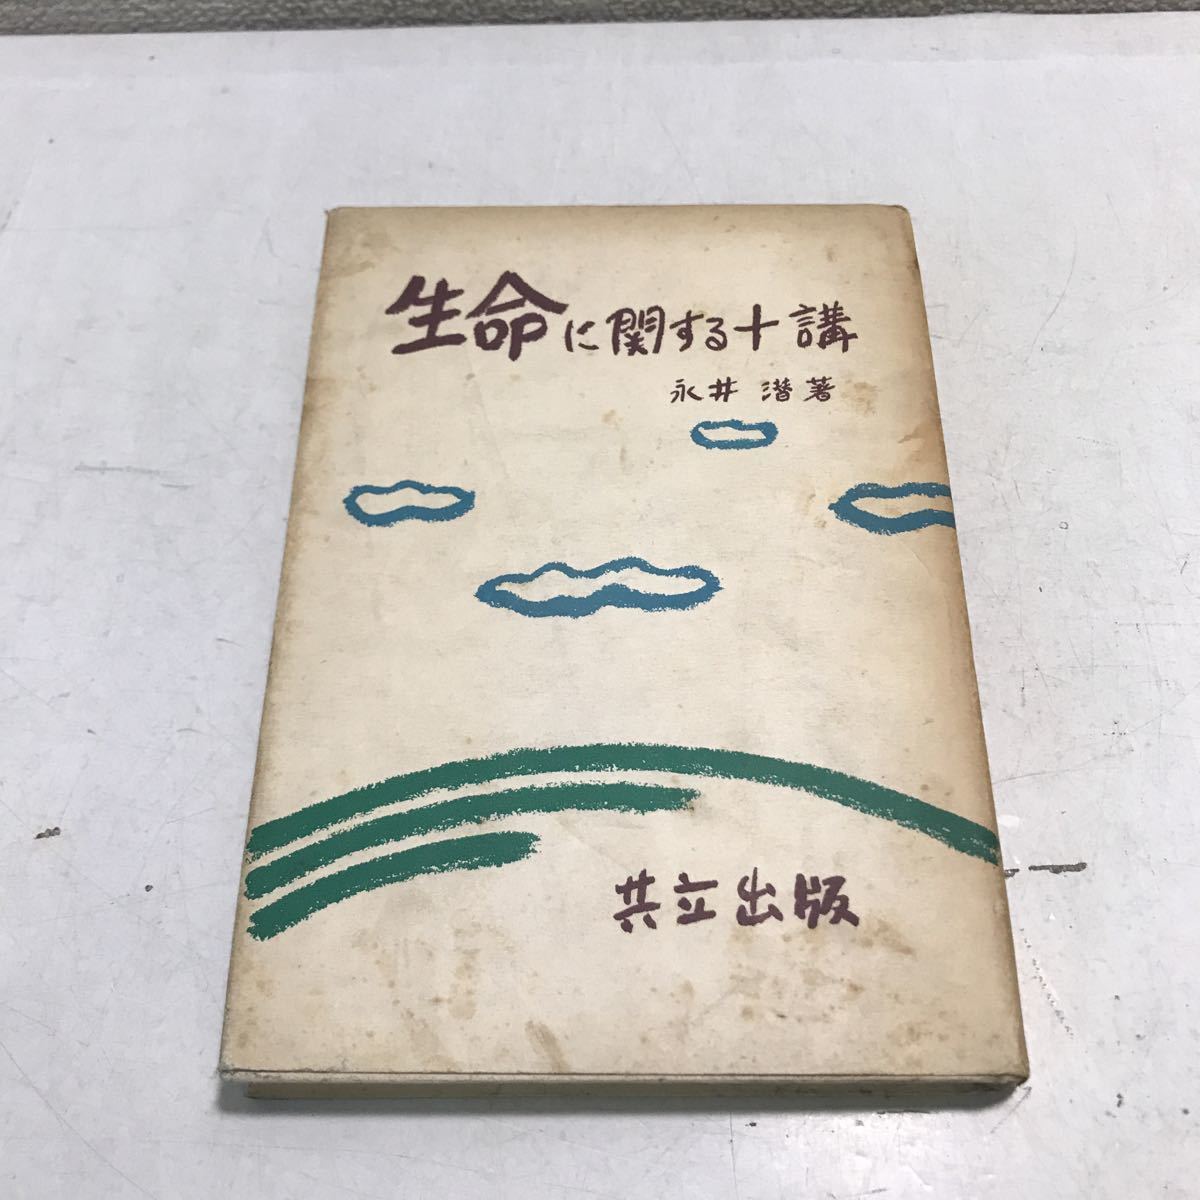 生命に関する十講
永井 潜 著
共立出版